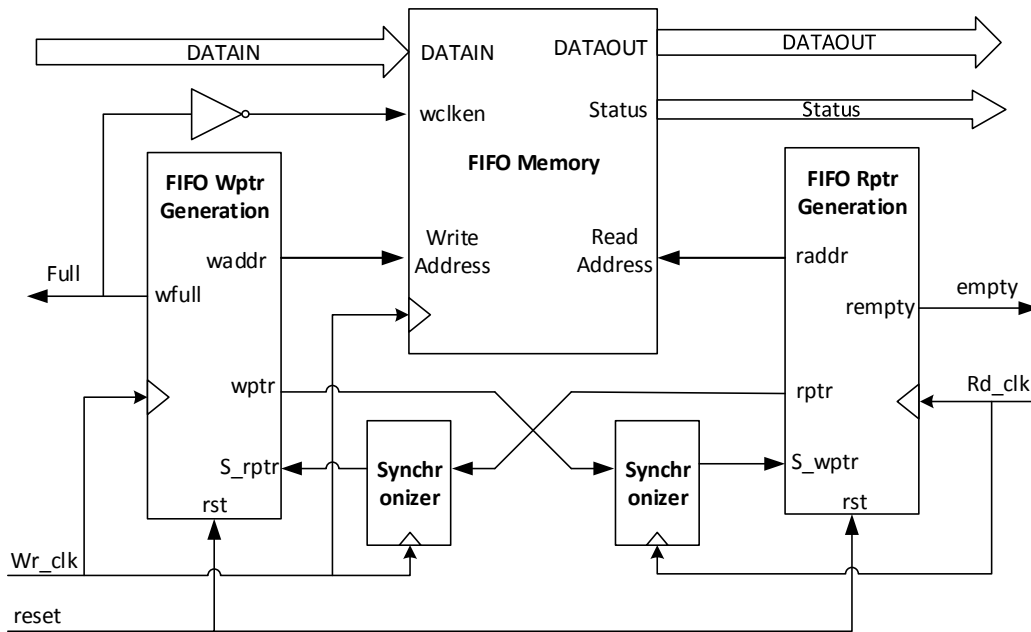 DATAIN
DATAIN
DATAOUT
DATAOUT
wclken
Status
Status
FIFO Memory
FIFO Wptr
Generation
FIFO Rptr
Generation
waddr
Write
Address
Read
Address
raddr
Full
wfull
rempty
empty
wptr
rptr
Rd_clk
S_rptr
Synchr
onizer
Synchr
onizer
S_wptr
rst
rst
Wr_clk
reset